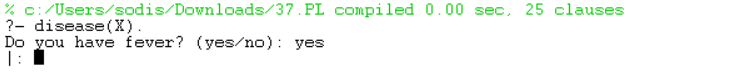 % c:/Users/sodis/Downloads/37.PL compiled 0.00 sec, 25 clauses
?- disease(X).
Do you have fever? (yes/no): yes
|: